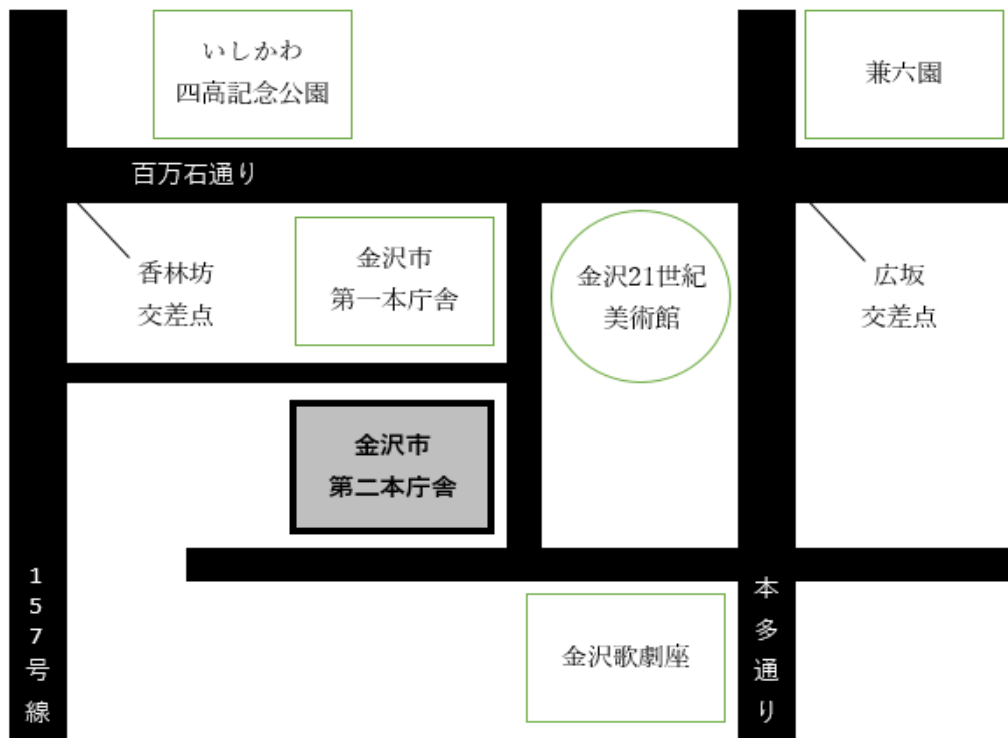 いしかわ
四高記念公園
兼六園
百万石通り
香林坊
交差点
金沢市
第一本庁舎
金沢21世紀
美術館
広坂
交差点
金沢市
第二本庁舎
157号線
本多通り
金沢歌劇座